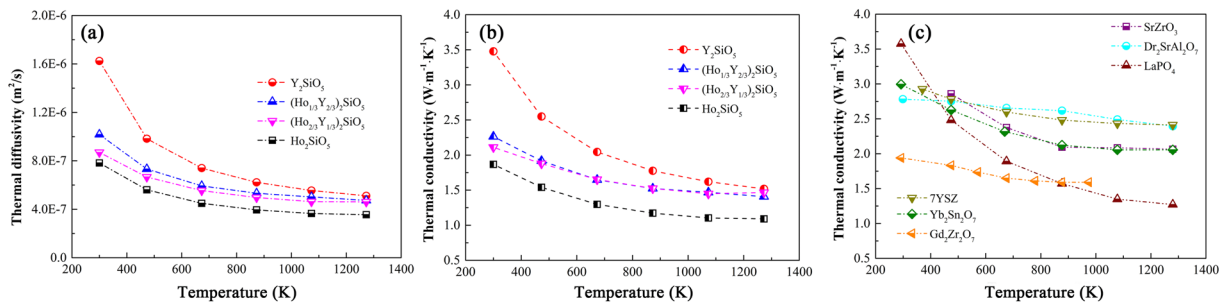 (a)
2.0E-6
1.6E-6
1.2E-6
8.0E-7
4.0E-7
0.0
Thermal diffusivity (m²/s)
Y₂SiO₅
(Ho₁/₃Y₂/₃)₂SiO₅
(Ho₂/₃Y₁/₃)₂SiO₅
Ho₂SiO₅
200 400 600 800 1000 1200 1400
Temperature (K)
(b)
4.0
3.5
3.0
2.5
2.0
1.5
1.0
0.5
Thermal conductivity (W·m⁻¹·K⁻¹)
Y₂SiO₅
(Ho₁/₃Y₂/₃)₂SiO₅
(Ho₂/₃Y₁/₃)₂SiO₅
Ho₂SiO₅
200 400 600 800 1000 1200 1400
Temperature (K)
(c)
4.0
3.5
3.0
2.5
2.0
1.5
1.0
0.5
Thermal conductivity (W·m⁻¹·K⁻¹)
SrZrO₃
Dr₂SrAl₂O₇
LaPO₄
7YSZ
Yb₂Sn₂O₇
Gd₂Zr₂O₇
200 400 600 800 1000 1200 1400
Temperature (K)